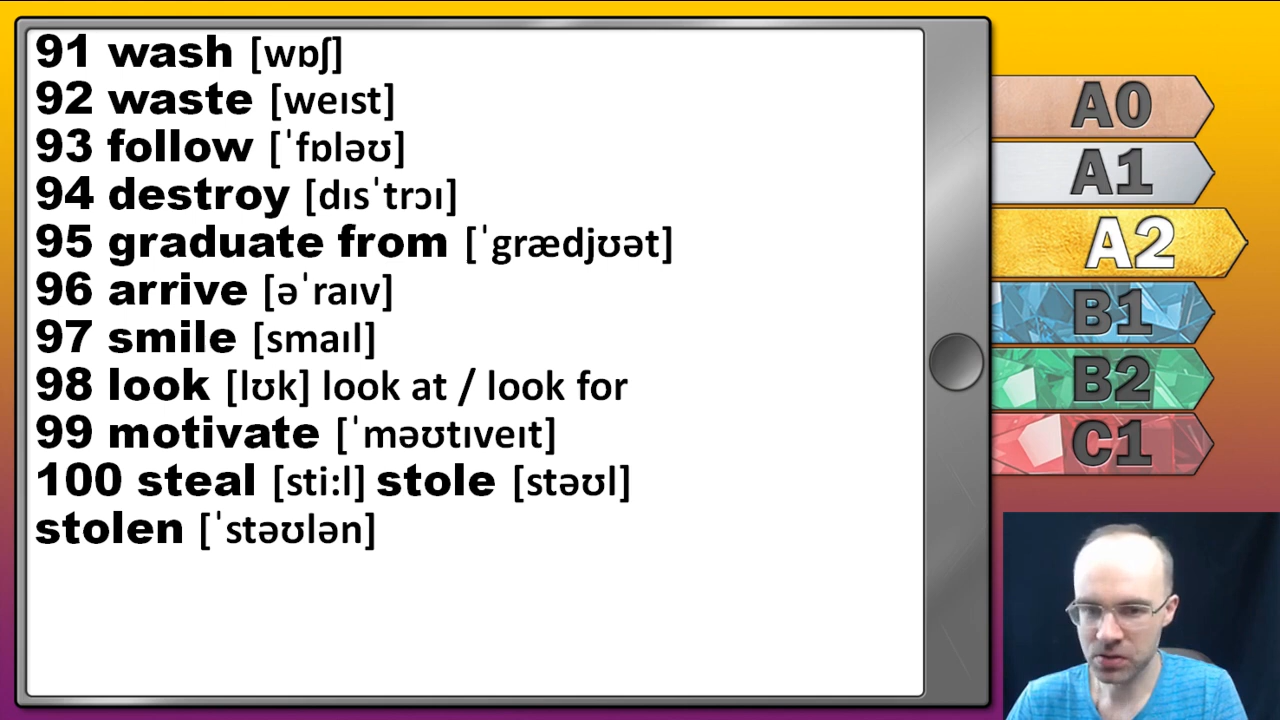 91 wash [wɒʃ]
92 waste [weɪst]
93 follow [ˈfɒləʊ]
94 destroy [dɪsˈtrɔɪ]
95 graduate from [ˈgrædjʊət]
96 arrive [əˈraɪv]
97 smile [smaɪl]
98 look [lʊk] look at / look for
99 motivate [ˈməʊtɪveɪt]
100 steal [sti:l] stole [stəʊl]
stolen [ˈstəʊlən]
A0
A1
A2
B1
B2
C1